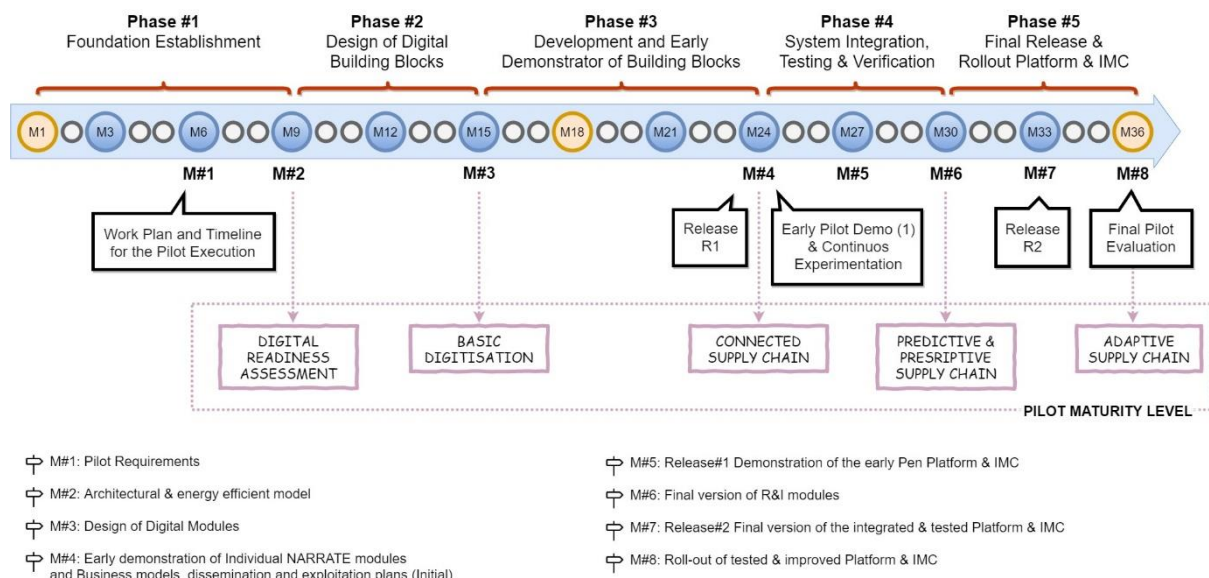 Phase #1
Foundation Establishment
Phase #2
Design of Digital
Building Blocks
Phase #3
Development and Early
Demonstrator of Building Blocks
Phase #4
System Integration,
Testing & Verification
Phase #5
Final Release &
Rollout Platform & IMC
M1 M3 M6 M9 M12 M15 M18 M21 M24 M27 M30 M33 M36
M#1 M#2 M#3 M#4 M#5 M#6 M#7 M#8
Work Plan and Timeline
for the Pilot Execution
Release
R1
Early Pilot Demo (1)
& Continuos
Experimentation
Release
R2
Final Pilot
Evaluation
DIGITAL
READINESS
ASSESSMENT
BASIC
DIGITISATION
CONNECTED
SUPPLY CHAIN
PREDICTIVE &
PRESRIPTIVE
SUPPLY CHAIN
ADAPTIVE
SUPPLY CHAIN
PILOT MATURITY LEVEL
M#1: Pilot Requirements
M#2: Architectural & energy efficient model
M#3: Design of Digital Modules
M#4: Early demonstration of Individual NARRATE modules
and Business models, dissemination and exploitation plans (Initial)
M#5: Release#1 Demonstration of the early Pen Platform & IMC
M#6: Final version of R&I modules
M#7: Release#2 Final version of the integrated & tested Platform & IMC
M#8: Roll-out of tested & improved Platform & IMC